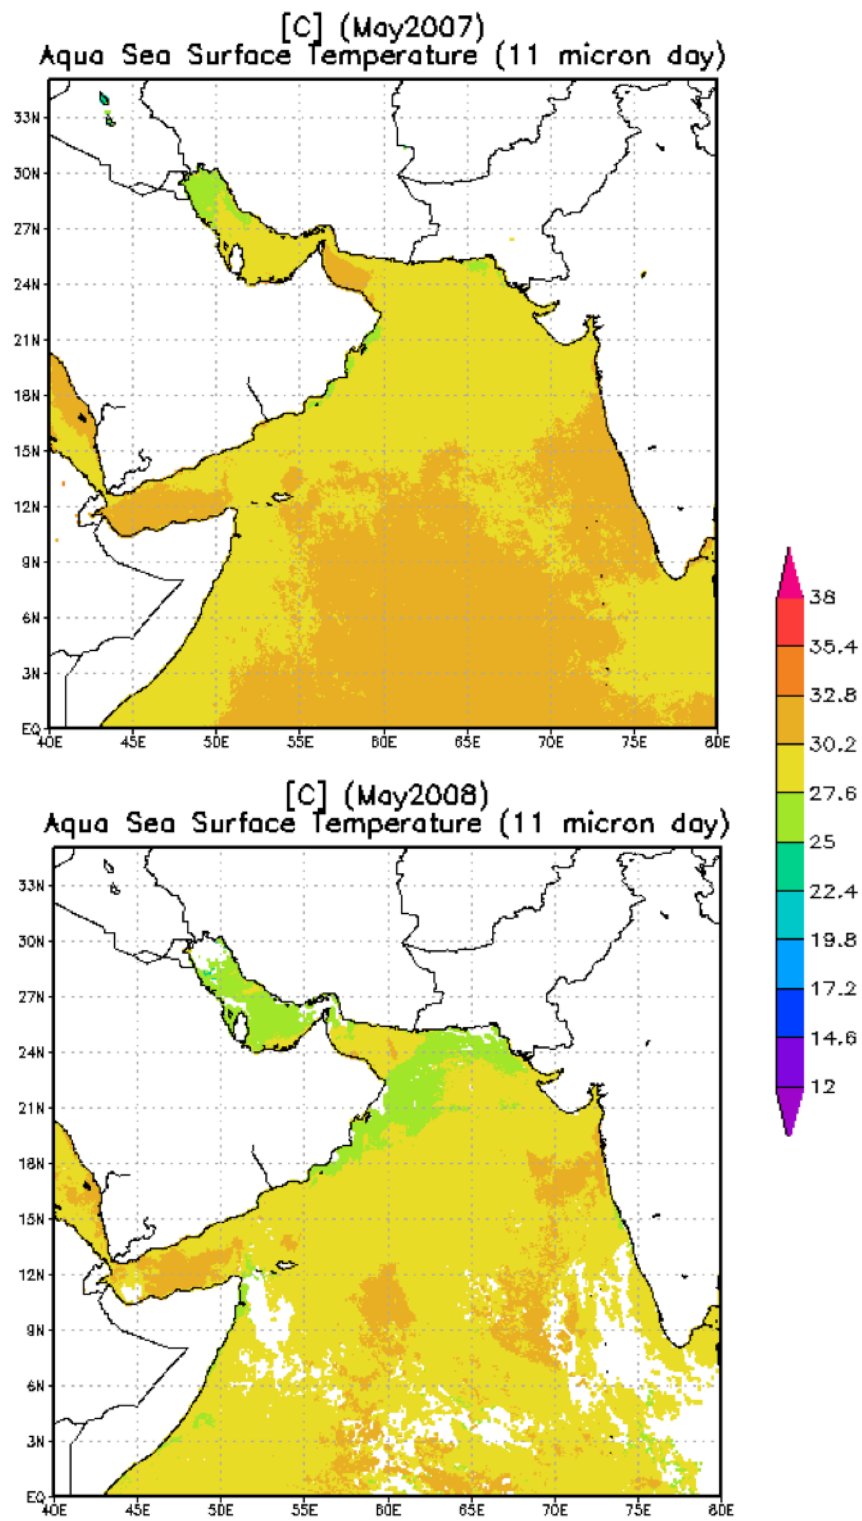 [C] (May2007)
Aqua Sea Surface Temperature (11 micron day)
33N
30N
27N
24N
21N
18N
15N
12N
9N
6N
3N
EQ
40E 45E 50E 55E 60E 65E 70E 75E 80E
38
35.4
32.8
30.2
27.6
25
22.4
19.8
17.2
14.6
12
[C] (May2008)
Aqua Sea Surface Temperature (11 micron day)
33N
30N
27N
24N
21N
18N
15N
12N
9N
6N
3N
EQ
40E 45E 50E 55E 60E 65E 70E 75E 80E